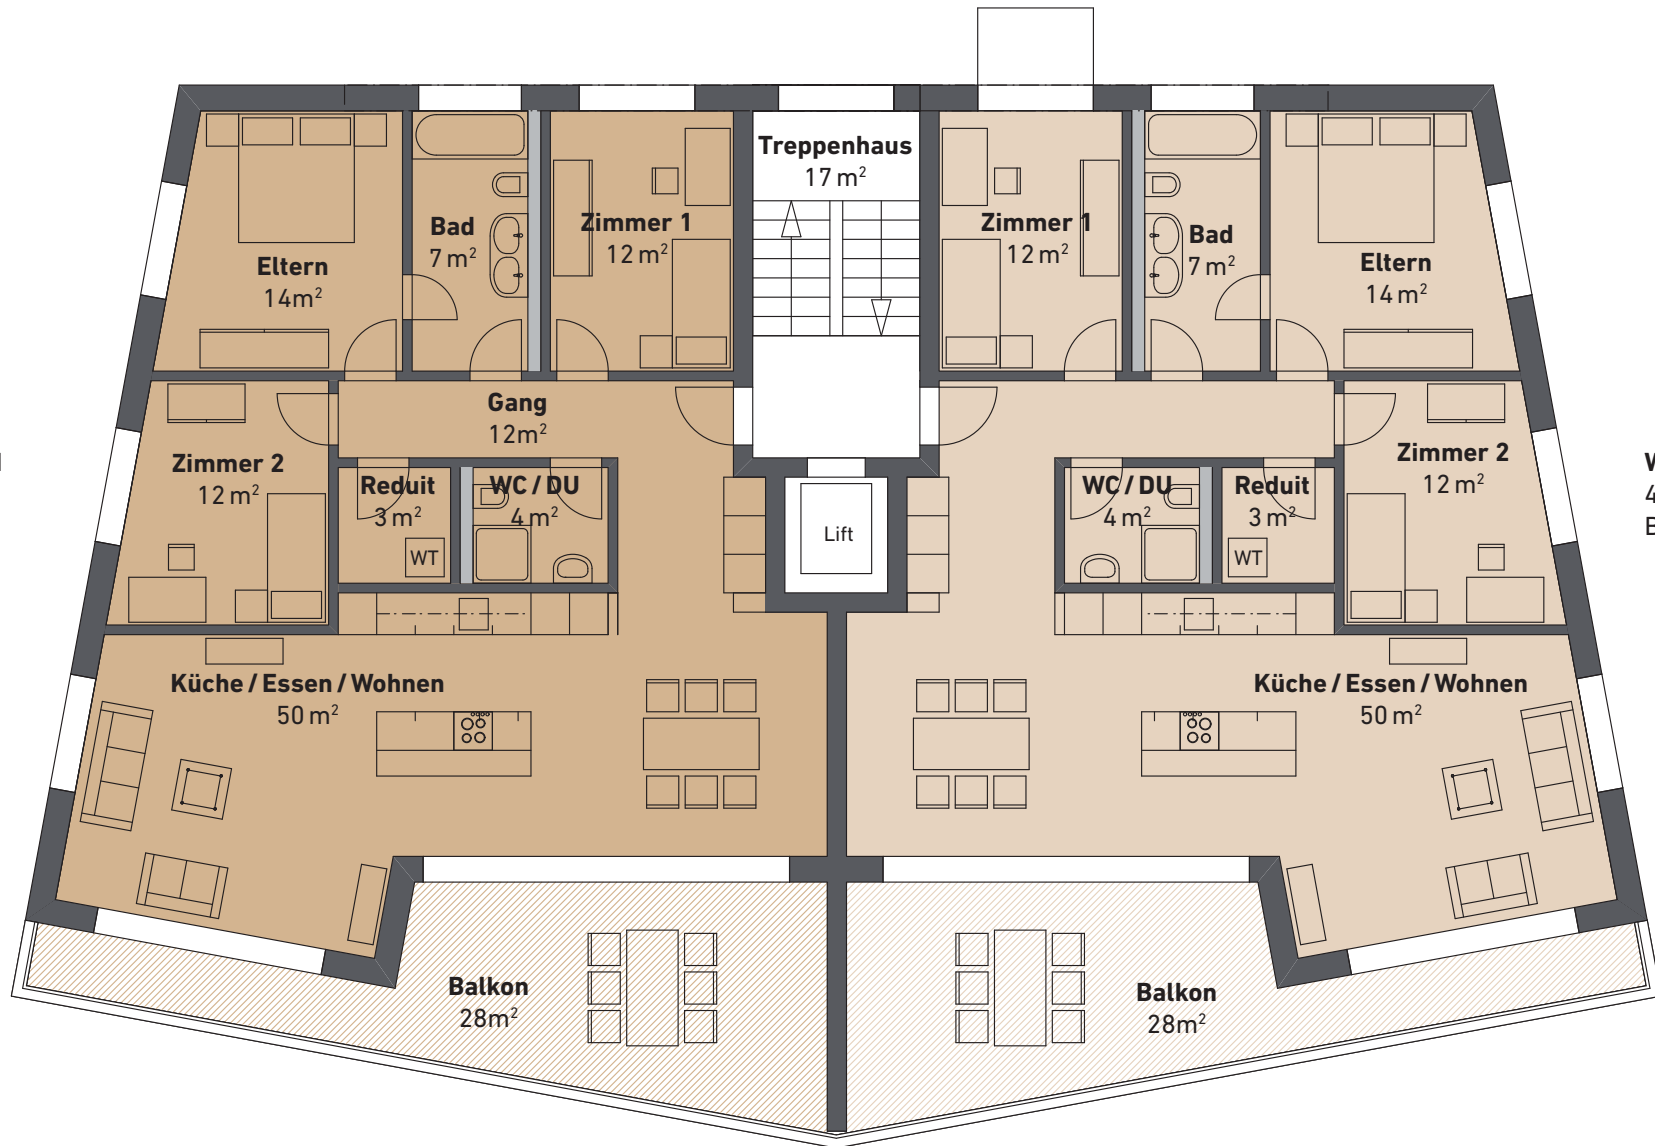 Treppenhaus
17 m²
Eltern
14m²
Bad
7 m²
Zimmer 1
12 m²
Zimmer 1
12 m²
Bad
7 m²
Eltern
14 m²
Gang
12m²
Zimmer 2
12 m²
Reduit
3 m²
WT
WC / DU
4 m²
Lift
WC / DU
4 m²
Reduit
3 m²
WT
Zimmer 2
12 m²
Küche / Essen / Wohnen
50 m²
Küche / Essen / Wohnen
50 m²
Balkon
28m²
Balkon
28m²